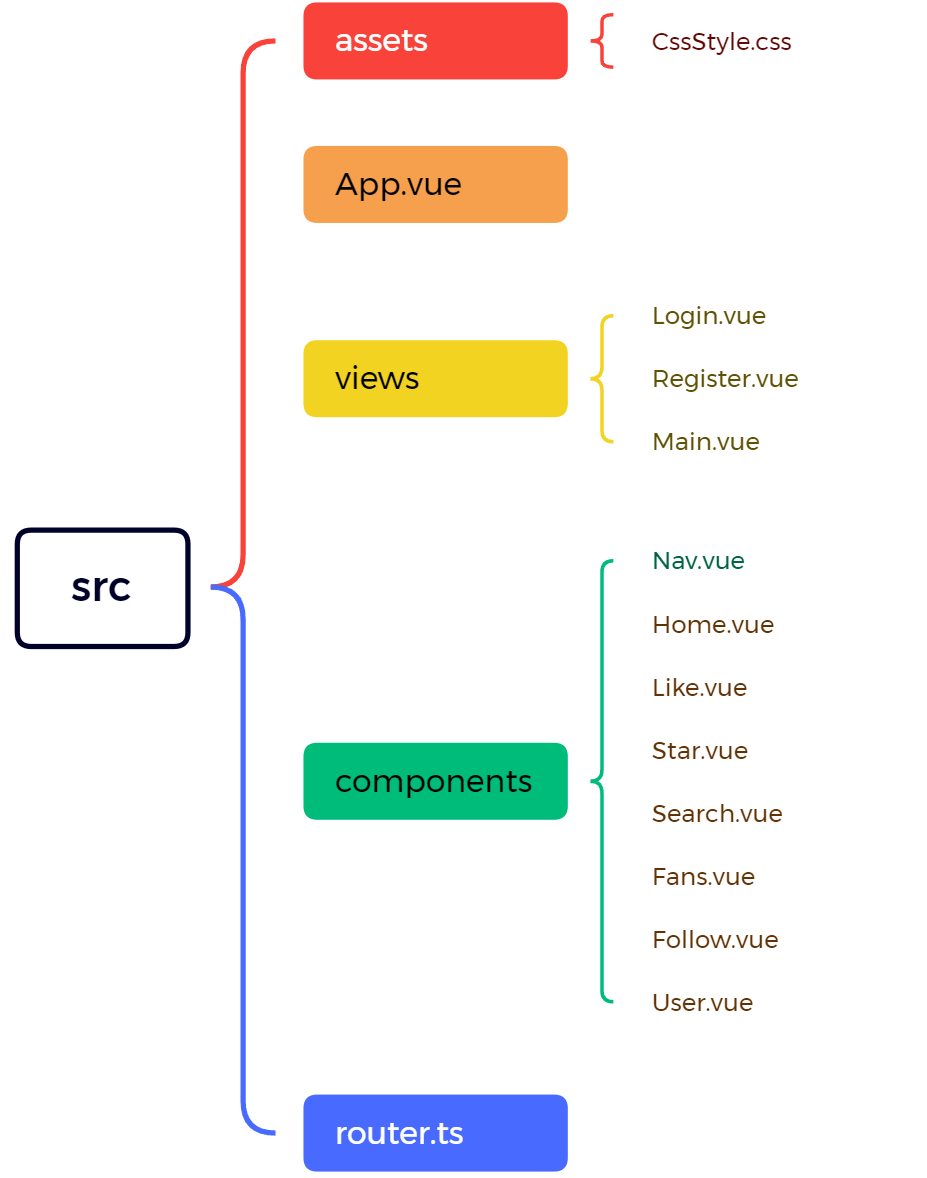 assets
CssStyle.css
App.vue
views
Login.vue
Register.vue
Main.vue
src
components
Nav.vue
Home.vue
Like.vue
Star.vue
Search.vue
Fans.vue
Follow.vue
User.vue
router.ts